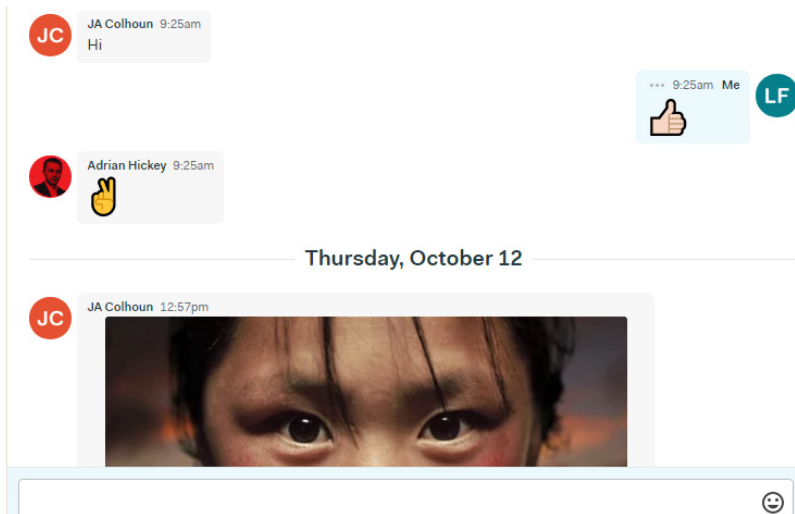 JC
JA Colhoun 9:25am
Hi
9:25am Me
LF
Adrian Hickey 9:25am
Thursday, October 12
JC
JA Colhoun 12:57pm